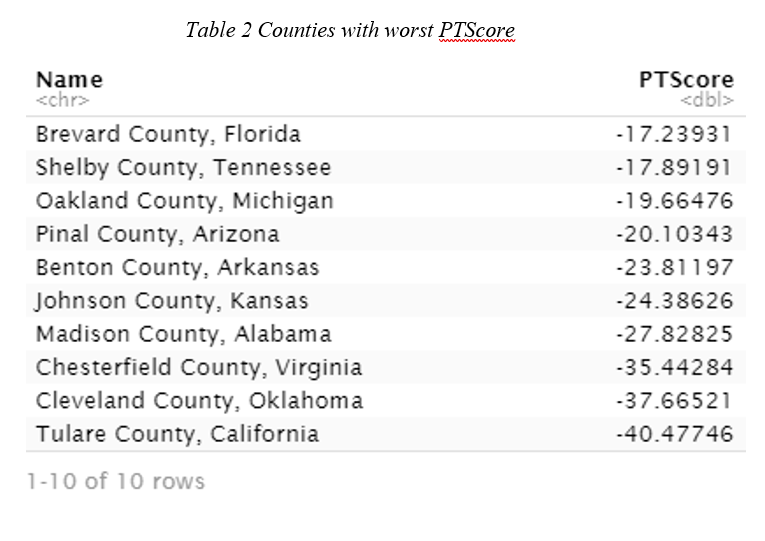 Table 2 Counties with worst PTScore
Name PTScore
<chr> <dbl>
Brevard County, Florida -17.23931
Shelby County, Tennessee -17.89191
Oakland County, Michigan -19.66476
Pinal County, Arizona -20.10343
Benton County, Arkansas -23.81197
Johnson County, Kansas -24.38626
Madison County, Alabama -27.82825
Chesterfield County, Virginia -35.44284
Cleveland County, Oklahoma -37.66521
Tulare County, California -40.47746
1-10 of 10 rows